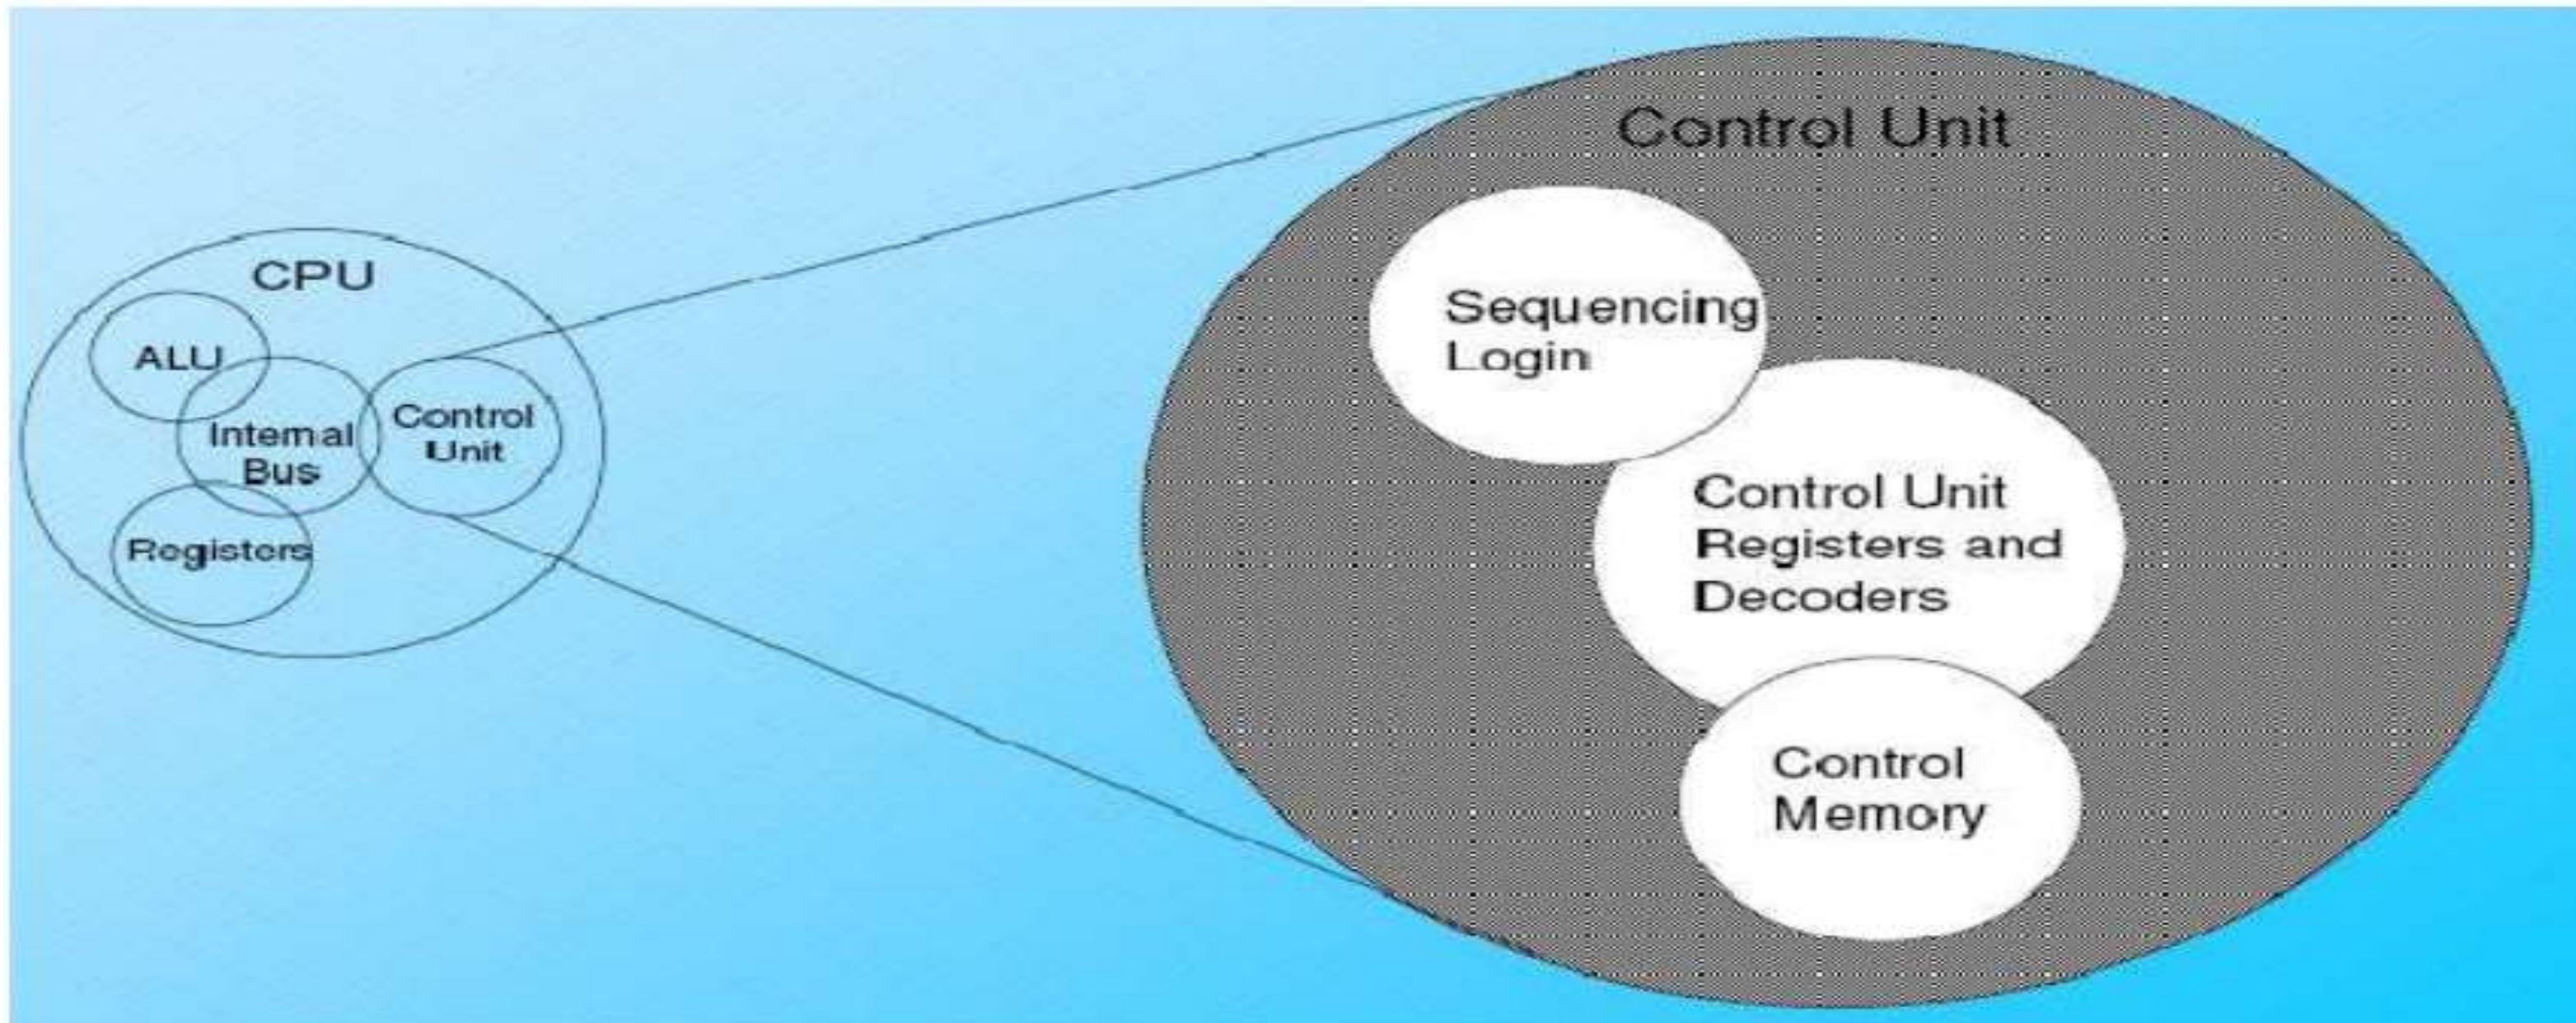 CPU
ALU
Internal
Bus
Control
Unit
Registers
Control Unit
Sequencing
Login
Control Unit
Registers and
Decoders
Control
Memory